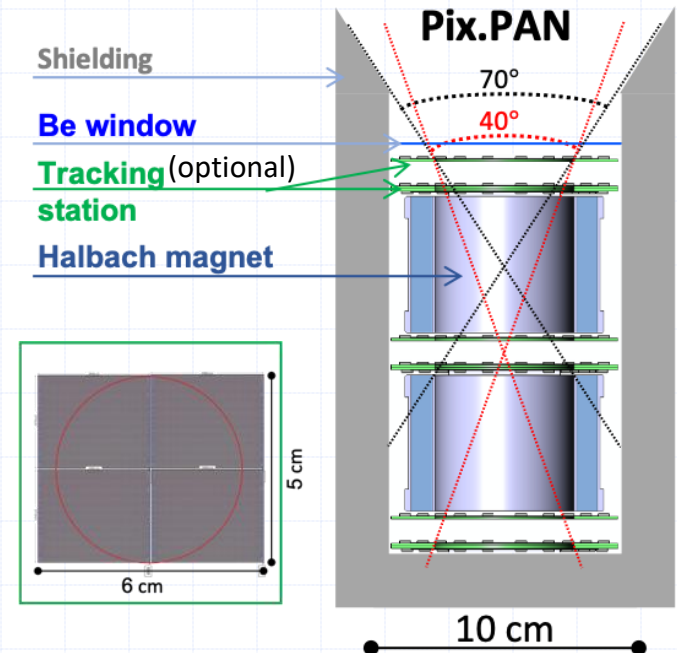 Pix.PAN
Shielding
70°
Be window
40°
Tracking (optional)
station
Halbach magnet
5 cm
6 cm
10 cm